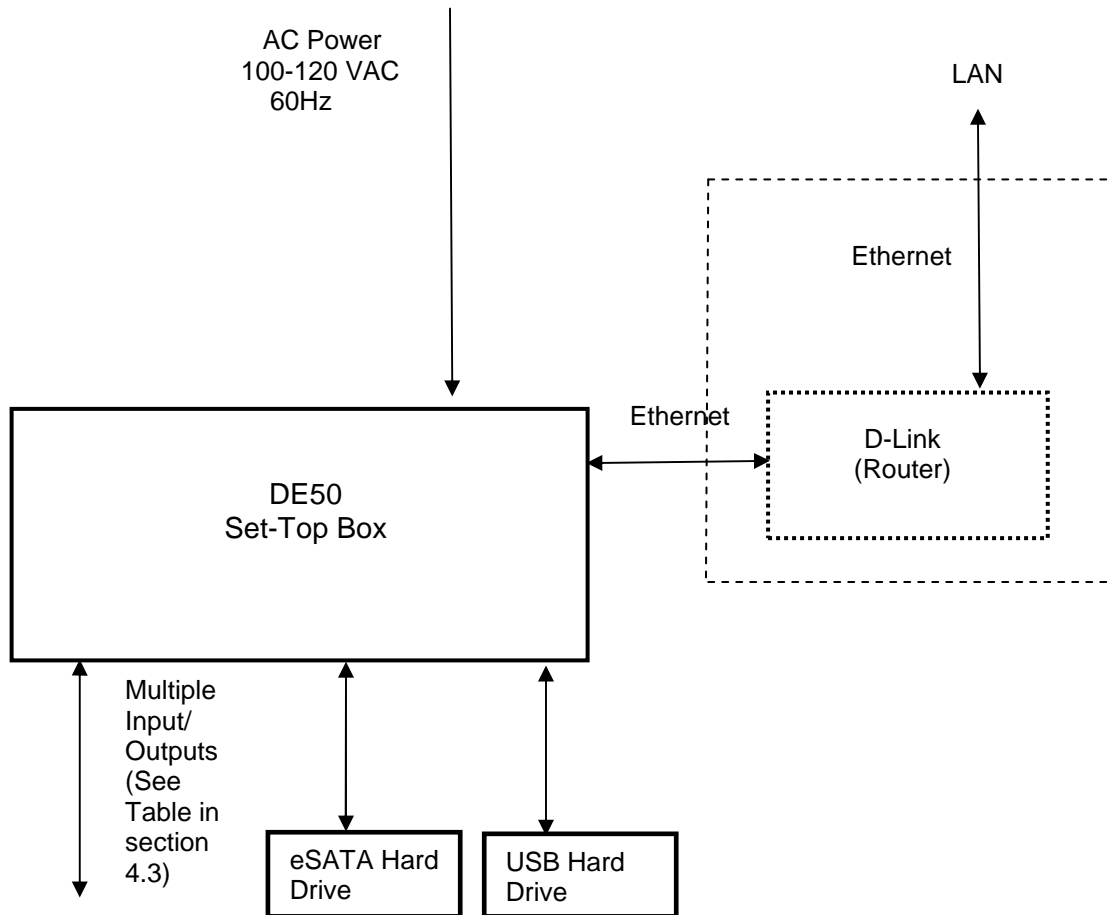 AC Power
100-120 VAC
60Hz
LAN
Ethernet
Ethernet
D-Link
(Router)
DE50
Set-Top Box
Multiple
Input/
Outputs
(See
Table in
section
4.3)
eSATA Hard
Drive
USB Hard
Drive